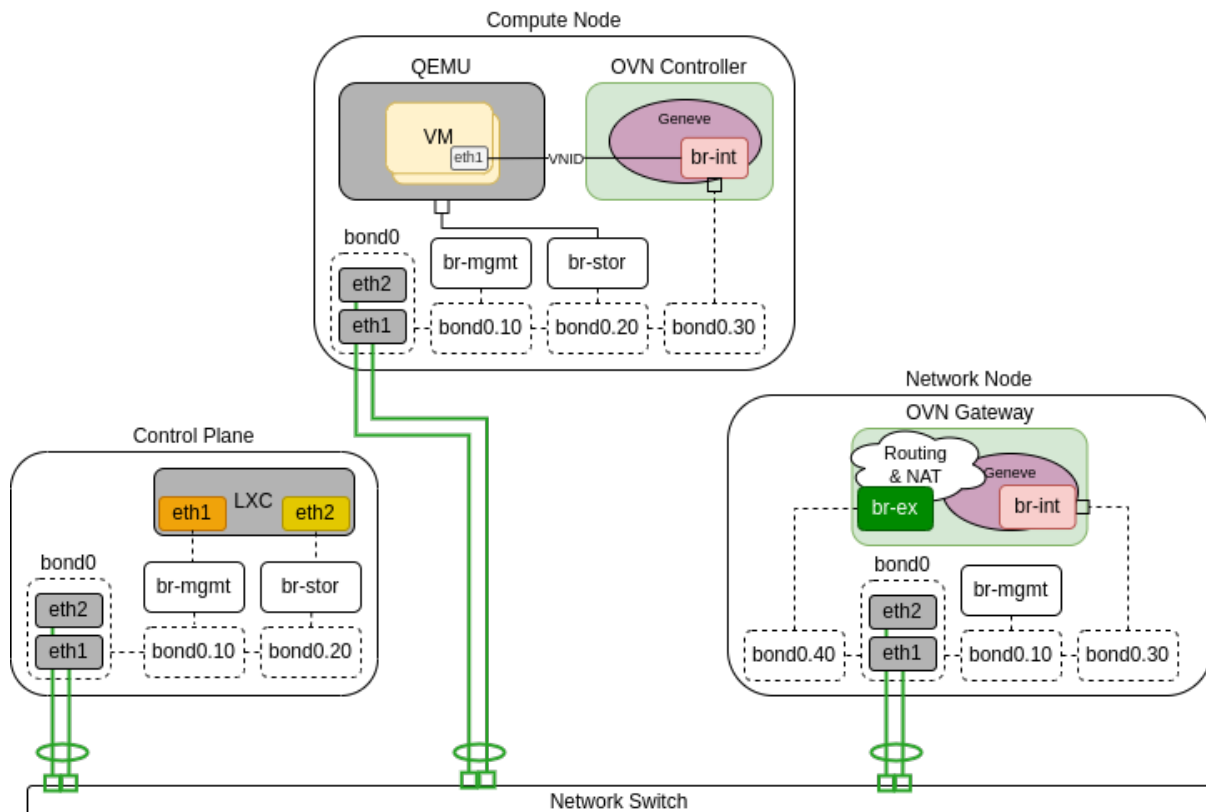 Compute Node
QEMU
OVN Controller
Geneve
VM
eth1
VNID
br-int
bond0
eth2
eth1
br-mgmt
br-stor
bond0.10
bond0.20
bond0.30
Control Plane
LXC
eth1
eth2
bond0
eth2
eth1
br-mgmt
br-stor
bond0.10
bond0.20
Network Node
OVN Gateway
Routing
& NAT
Geneve
br-ex
br-int
bond0
eth2
eth1
br-mgmt
bond0.40
bond0.10
bond0.30
Network Switch